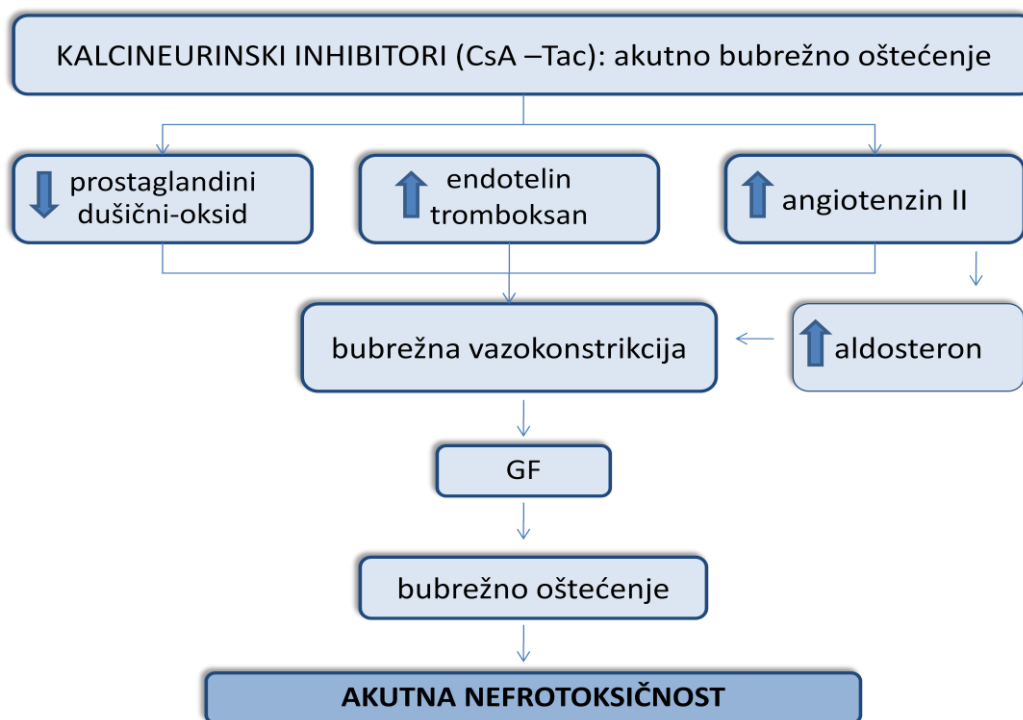 KALCINEURINSKI INHIBITORI (CsA –Tac): akutno bubrežno oštećenje
prostaglandini
dušični-oksid
endotelin
tromboksan
angiotenzin II
bubrežna vazokonstrikcija
aldosteron
GF
bubrežno oštećenje
AKUTNA NEFROTOKSIČNOST